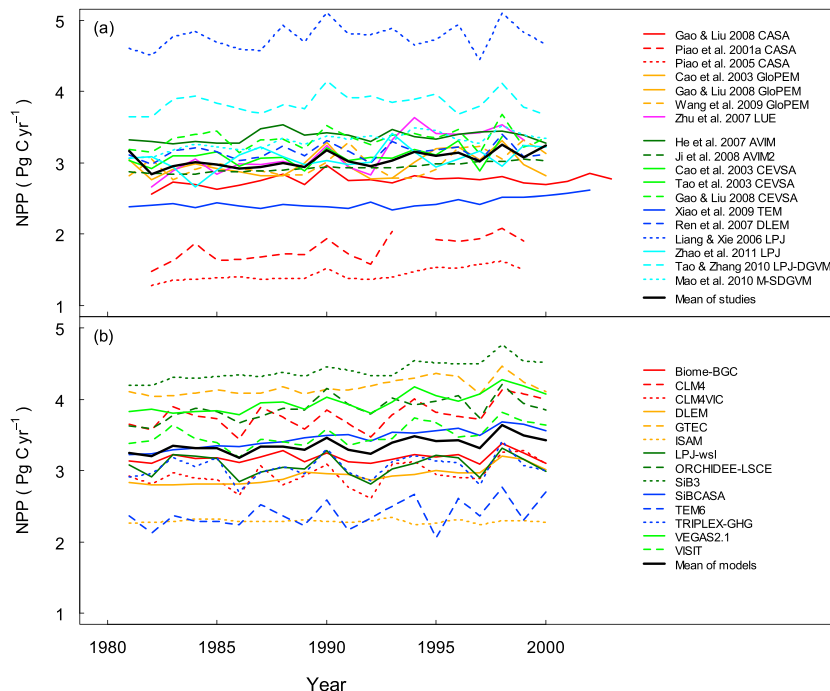 (a)
5
4
3
2
1
NPP ( Pg C yr⁻¹ )
Gao & Liu 2008 CASA
Piao et al. 2001a CASA
Piao et al. 2005 CASA
Cao et al. 2003 GloPEM
Gao & Liu 2008 GloPEM
Wang et al. 2009 GloPEM
Zhu et al. 2007 LUE
He et al. 2007 AVIM
Ji et al. 2008 AVIM2
Cao et al. 2003 CEVSA
Tao et al. 2003 CEVSA
Gao & Liu 2008 CEVSA
Xiao et al. 2009 TEM
Ren et al. 2007 DLEM
Liang & Xie 2006 LPJ
Zhao et al. 2011 LPJ
Tao & Zhang 2010 LPJ-DGVM
Mao et al. 2010 M-SDGVM
Mean of studies
(b)
5
4
3
2
1
NPP ( Pg C yr⁻¹ )
Biome-BGC
CLM4
CLM4VIC
DLEM
GTEC
ISAM
LPJ-wsl
ORCHIDEE-LSCE
SiB3
SiBCASA
TEM6
TRIPLEX-GHG
VEGAS2.1
VISIT
Mean of models
1980 1985 1990 1995 2000
Year